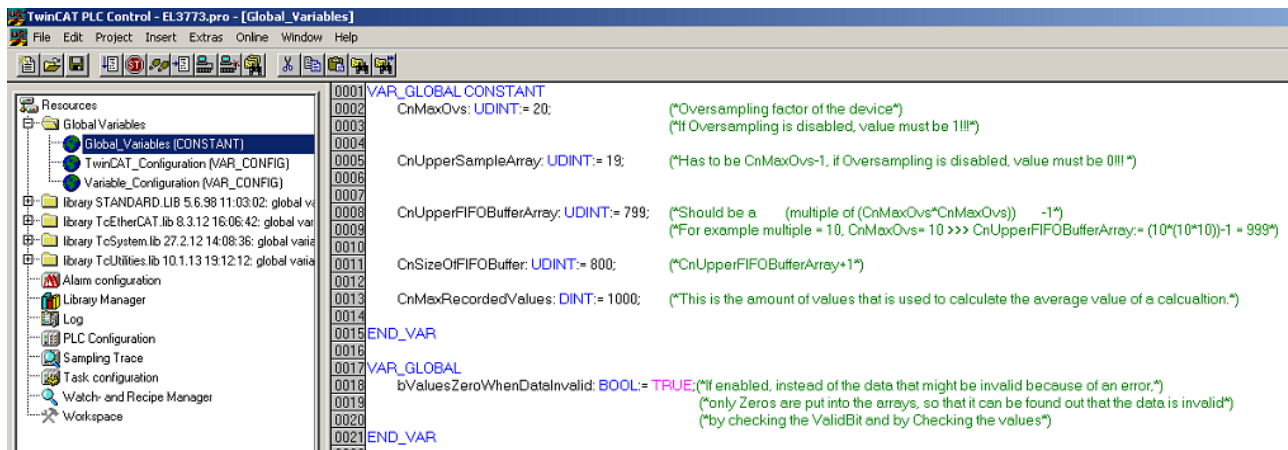 TwinCAT PLC Control - EL3773.pro - [Global_Variables]
File Edit Project Insert Extras Online Window Help
Resources
Global Variables
Global_Variables (CONSTANT)
TwinCAT_Configuration (VAR_CONFIG)
Variable_Configuration (VAR_CONFIG)
library STANDARD.LIB 5.6.98 11:03:02: global va
library TcEtherCAT.lib 8.3.12 16:06:42: global var
library TcSystem.lib 27.2.12 14:08:36: global varia
library TcUtilities.lib 10.1.13 19:12:12: global varia
Alarm configuration
Library Manager
Log
PLC Configuration
Sampling Trace
Task configuration
Watch- and Recipe Manager
Workspace
0001 VAR_GLOBAL CONSTANT
0002 CnMaxOvs: UDINT:= 20; (*Oversampling factor of the device*)
0003 (*If Oversampling is disabled, value must be 1!!!*)
0004
0005 CnUpperSampleArray: UDINT:= 19; (*Has to be CnMaxOvs-1, if Oversampling is disabled, value must be 0!!! *)
0006
0007
0008 CnUpperFIFOBufferArray: UDINT:= 799; (*Should be a (multiple of (CnMaxOvs*CnMaxOvs)) -1*)
0009 (*For example multiple = 10, CnMaxOvs= 10 >>> CnUpperFIFOBufferArray:= (10*(10*10))-1 = 999*)
0010
0011 CnSizeOfFIFOBuffer: UDINT:= 800; (*CnUpperFIFOBufferArray+1*)
0012
0013 CnMaxRecordedValues: DINT:= 1000; (*This is the amount of values that is used to calculate the average value of a calcualtion.*)
0014
0015 END_VAR
0016
0017 VAR_GLOBAL
0018 bValuesZeroWhenDataInvalid: BOOL:= TRUE;(*If enabled, instead of the data that might be invalid because of an error,*)
0019 (*only Zeros are put into the arrays, so that it can be found out that the data is invalid*)
0020 (*by checking the ValidBit and by Checking the values*)
0021 END_VAR